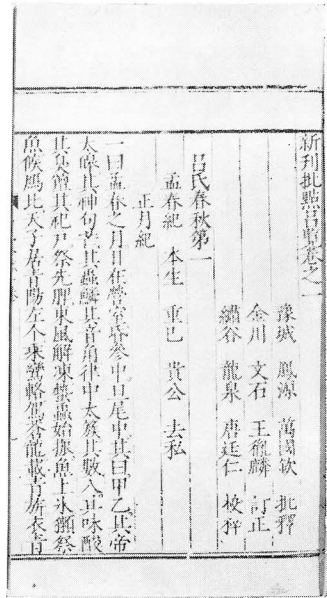 新刊批點呂覽卷之一
豫城 鳳源 萬國欽 批釋
金川 文石 王 麟 訂正
繡谷 龍泉 唐廷仁 校梓
呂氏春秋第一
孟春紀 本生 重己 貴公 去私
正月紀
一曰孟春之月日在營室昏參中旦尾中其日甲乙其帝
太皞其神句芒其蟲鱗其音角律中太簇其數八其味酸
其臭羶其祀戶祭先脾東風解凍蟄蟲始振魚上氷獺祭
魚候鴈北天子居青陽左个乘鸞輅駕蒼龍載青旂衣青